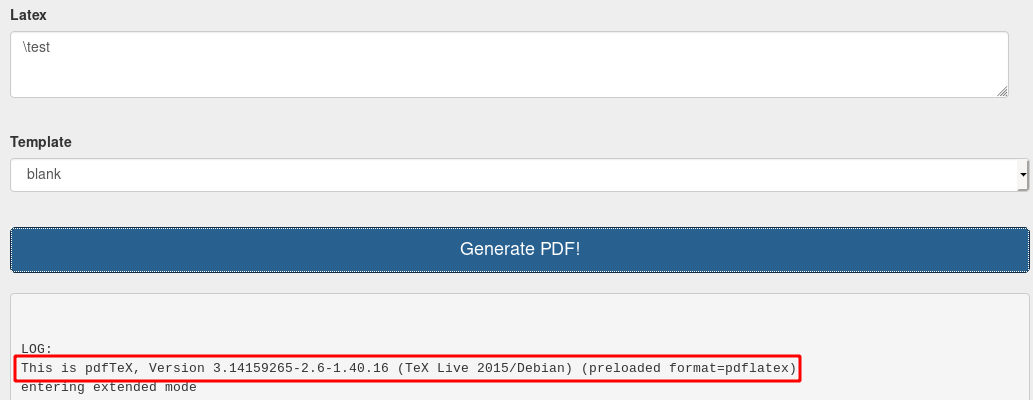 Latex
\test
Template
blank
Generate PDF!
LOG:
This is pdfTeX, Version 3.14159265-2.6-1.40.16 (TeX Live 2015/Debian) (preloaded format=pdflatex)
entering extended mode